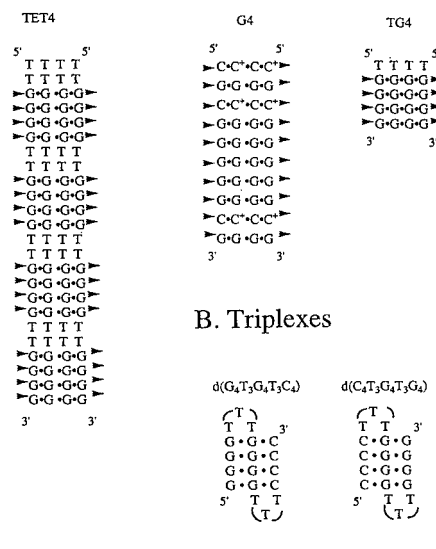 TET4
5' 5'
T T T T
T T T T
►G•G •G•G►
►G•G •G•G►
►G•G •G•G►
►G•G •G•G►
T T T T
T T T T
►G•G •G•G►
►G•G •G•G►
►G•G •G•G►
►G•G •G•G►
T T T T
T T T T
►G•G •G•G►
►G•G •G•G►
►G•G •G•G►
►G•G •G•G►
T T T T
T T T T
►G•G •G•G►
►G•G •G•G►
►G•G •G•G►
►G•G •G•G►
3' 3'
G4
5' 5'
►C•C⁺•C•C⁺►
►G•G•G•G►
►C•C⁺•C•C⁺►
►G•G•G•G►
►G•G•G•G►
►G•G•G•G►
►G•G•G•G►
►G•G•G•G►
►C•C⁺•C•C⁺►
►G•G•G•G►
3' 3'
TG4
5' 5'
T T T T
►G•G•G•G►
►G•G•G•G►
►G•G•G•G►
►G•G•G•G►
3' 3'
B. Triplexes
d(G₄T₃G₄T₃C₄)
T
T T 3'
G • G • C
G • G • C
G • G • C
G • G • C
5' T T
T
d(C₄T₃G₄T₃G₄)
T
T T 3'
C • G • G
C • G • G
C • G • G
C • G • G
5' T T
T